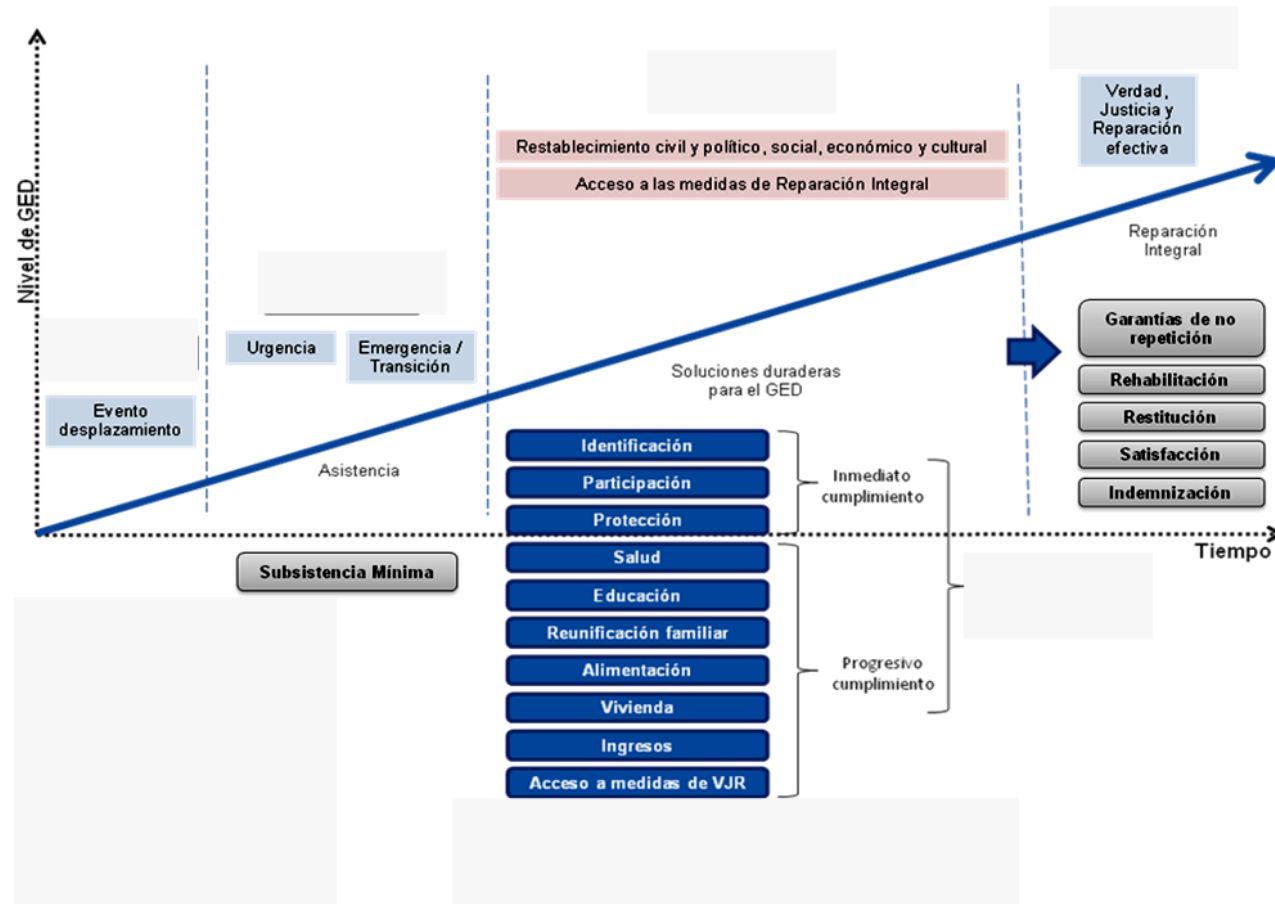 Nivel de GED
Evento
desplazamiento
Urgencia
Emergencia /
Transición
Asistencia
Subsistencia Mínima
Restablecimiento civil y político, social, económico y cultural
Acceso a las medidas de Reparación Integral
Soluciones duraderas
para el GED
Identificación
Participación
Protección
Salud
Educación
Reunificación familiar
Alimentación
Vivienda
Ingresos
Acceso a medidas de VJR
Inmediato
cumplimiento
Progresivo
cumplimiento
Verdad,
Justicia y
Reparación
efectiva
Reparación
Integral
Garantías de no
repetición
Rehabilitación
Restitución
Satisfacción
Indemnización
Tiempo